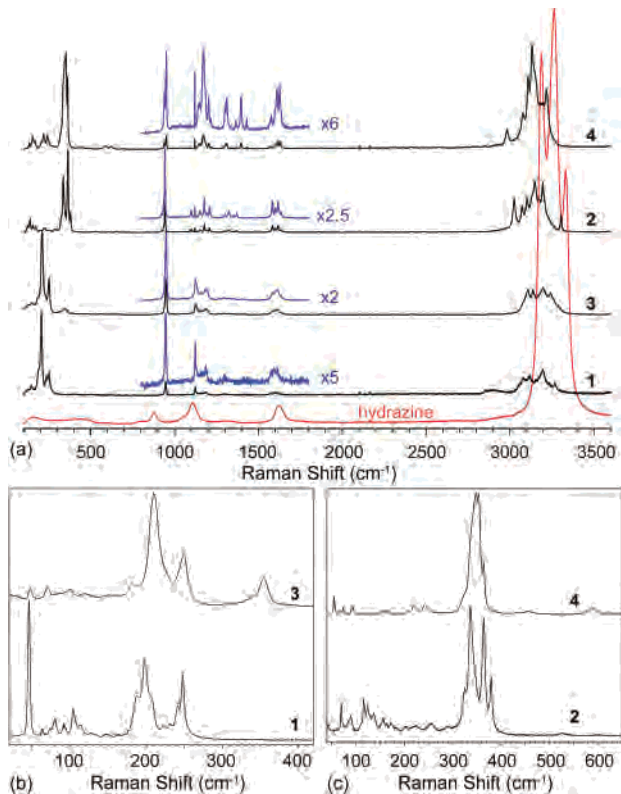 x6
4
x2.5
2
x2
3
x5
1
hydrazine
(a)
500 1000 1500 2000 2500 3000 3500
Raman Shift (cm⁻¹)
3
1
4
2
100 200 300 400
0 100 200 300 400 500 600
(b) Raman Shift (cm⁻¹)
(c) Raman Shift (cm⁻¹)